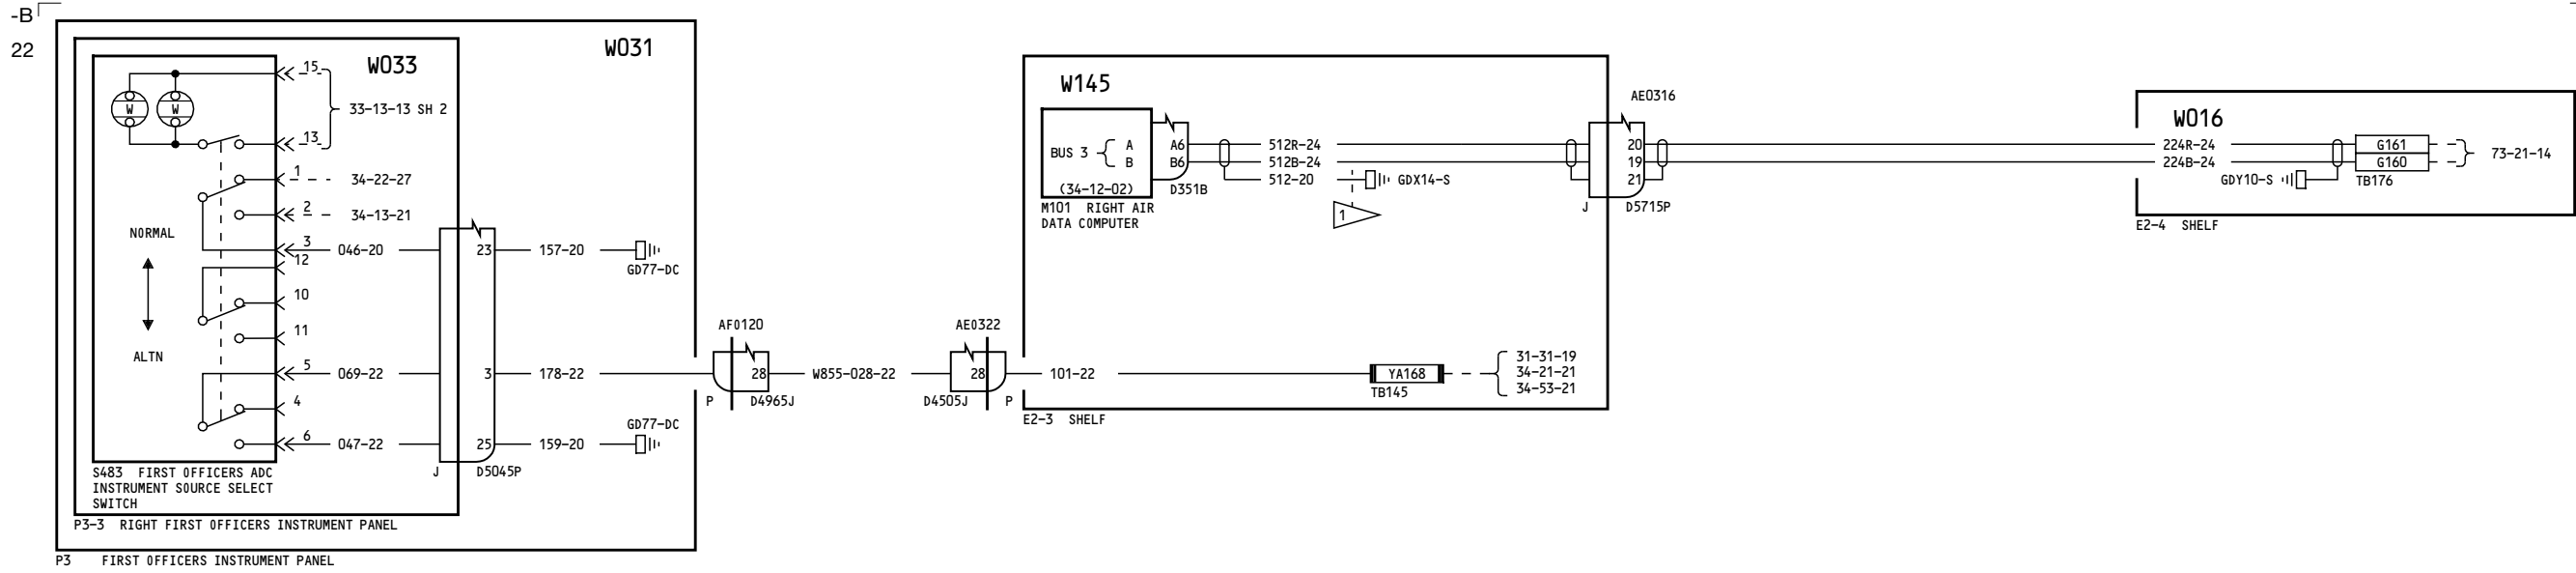 -B
22
W031
W033
W
W
15
13
33-13-13 SH 2
1
34-22-27
2
34-13-21
NORMAL
ALTN
3
046-20
23
157-20
GD77-DC
12
10
11
5
069-22
3
178-22
4
6
047-22
25
159-20
GD77-DC
J
D5045P
S483 FIRST OFFICERS ADC
INSTRUMENT SOURCE SELECT
SWITCH
P3-3 RIGHT FIRST OFFICERS INSTRUMENT PANEL
P3 FIRST OFFICERS INSTRUMENT PANEL
AF0120
28
P
D4965J
W855-028-22
AE0322
28
D4505J
P
W145
BUS 3
A
B
(34-12-02)
A6
B6
D351B
M101 RIGHT AIR
DATA COMPUTER
512R-24
512B-24
512-20
GDX14-S
1
101-22
YA168
TB145
31-31-19
34-21-21
34-53-21
E2-3 SHELF
AE0316
20
19
21
J
D5715P
W016
224R-24
224B-24
GDY10-S
G161
G160
TB176
73-21-14
E2-4 SHELF